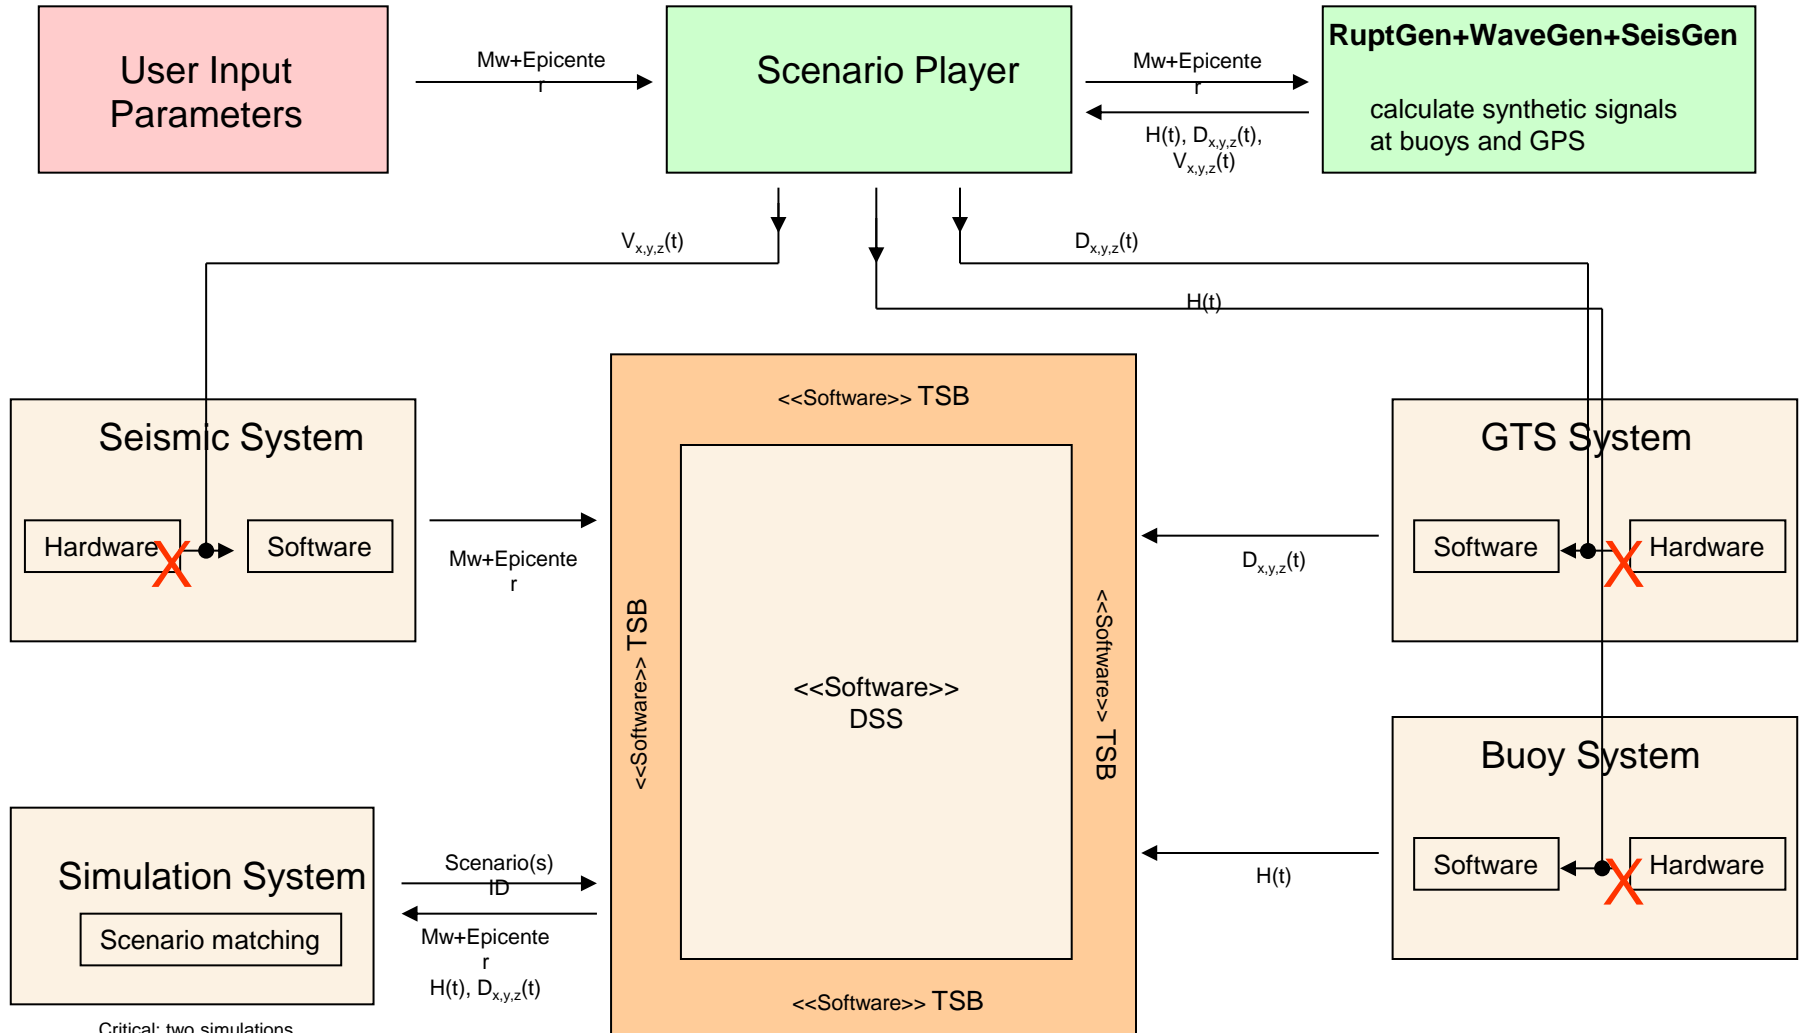 User Input
Parameters
Mw+Epicente
r
Scenario Player
Mw+Epicente
r
H(t), Dx,y,z(t),
Vx,y,z(t)
RuptGen+WaveGen+SeisGen
calculate synthetic signals
at buoys and GPS
Vx,y,z(t)
Dx,y,z(t)
H(t)
<<Software>> TSB
Seismic System
Hardware
X
Software
Mw+Epicente
r
<<Software>> TSB
<<Software>>
DSS
<<Software>> TSB
GTS System
Software
X
Hardware
Dx,y,z(t)
Buoy System
Software
X
Hardware
H(t)
Simulation System
Scenario matching
Scenario(s)
ID
Mw+Epicente
r
H(t), Dx,y,z(t)
<<Software>> TSB
Critical: two simulations